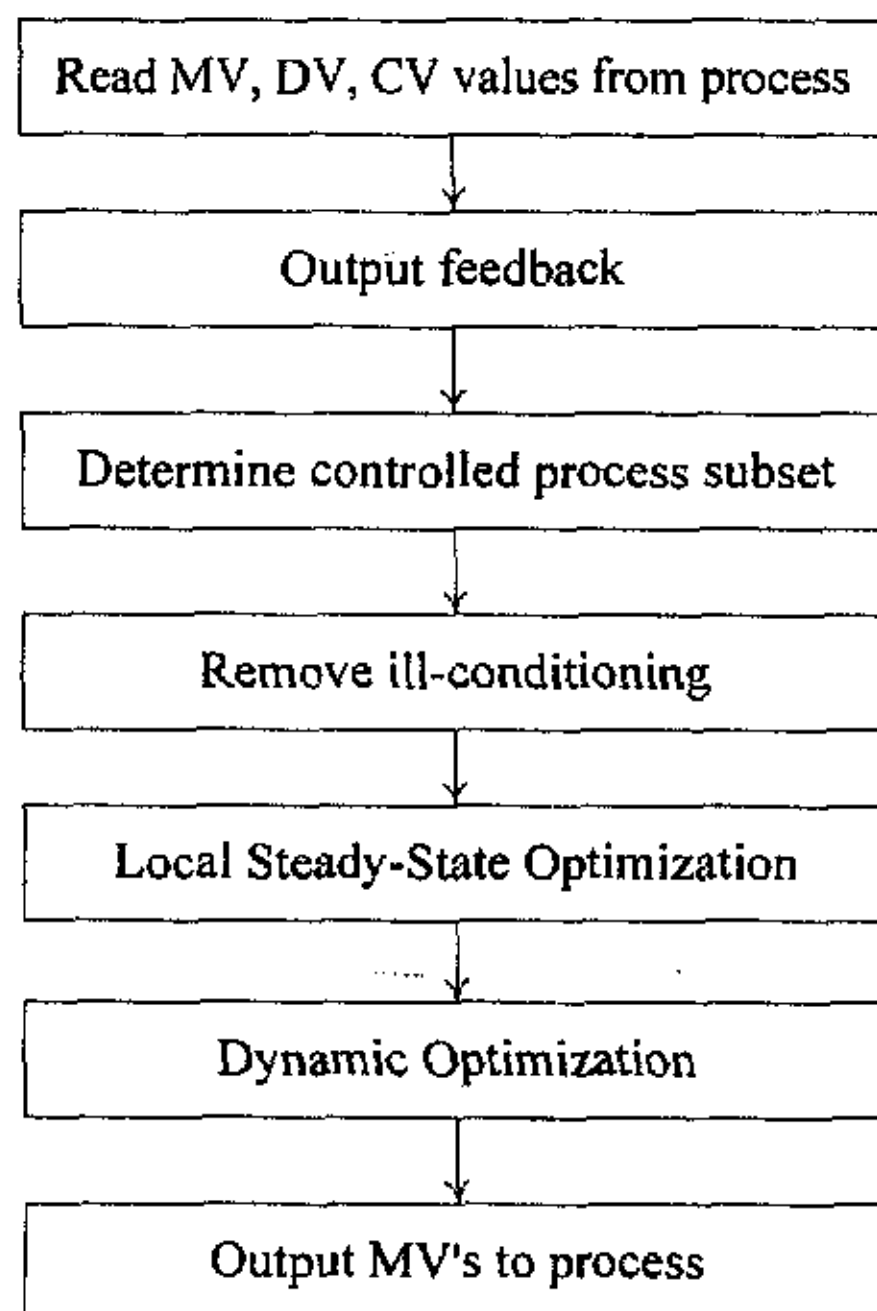 Read MV, DV, CV values from process
Output feedback
Determine controlled process subset
Remove ill-conditioning
Local Steady-State Optimization
Dynamic Optimization
Output MV's to process